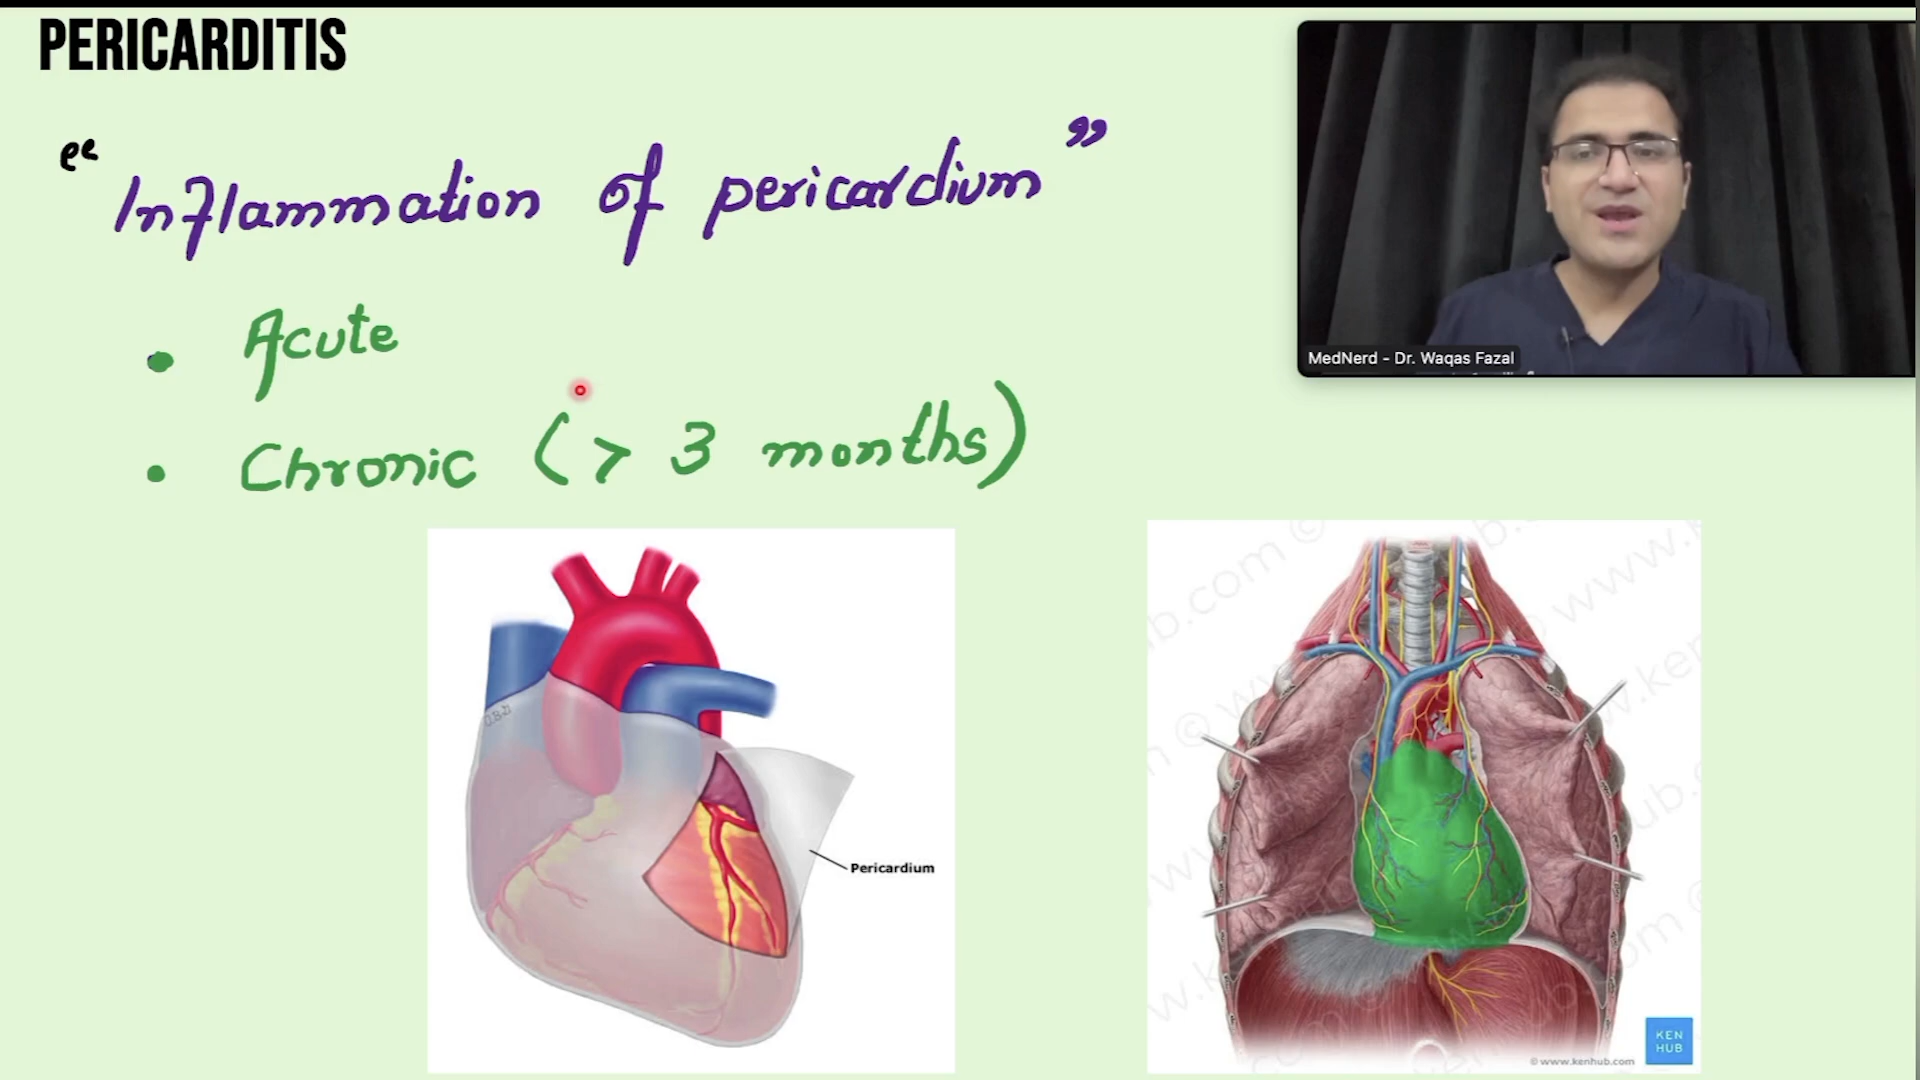 PERICARDITIS
“Inflammation of pericardium”
• Acute
• Chronic (> 3 months)
MedNerd - Dr. Waqas Fazal
Pericardium
KEN
HUB
© www.kenhub.com